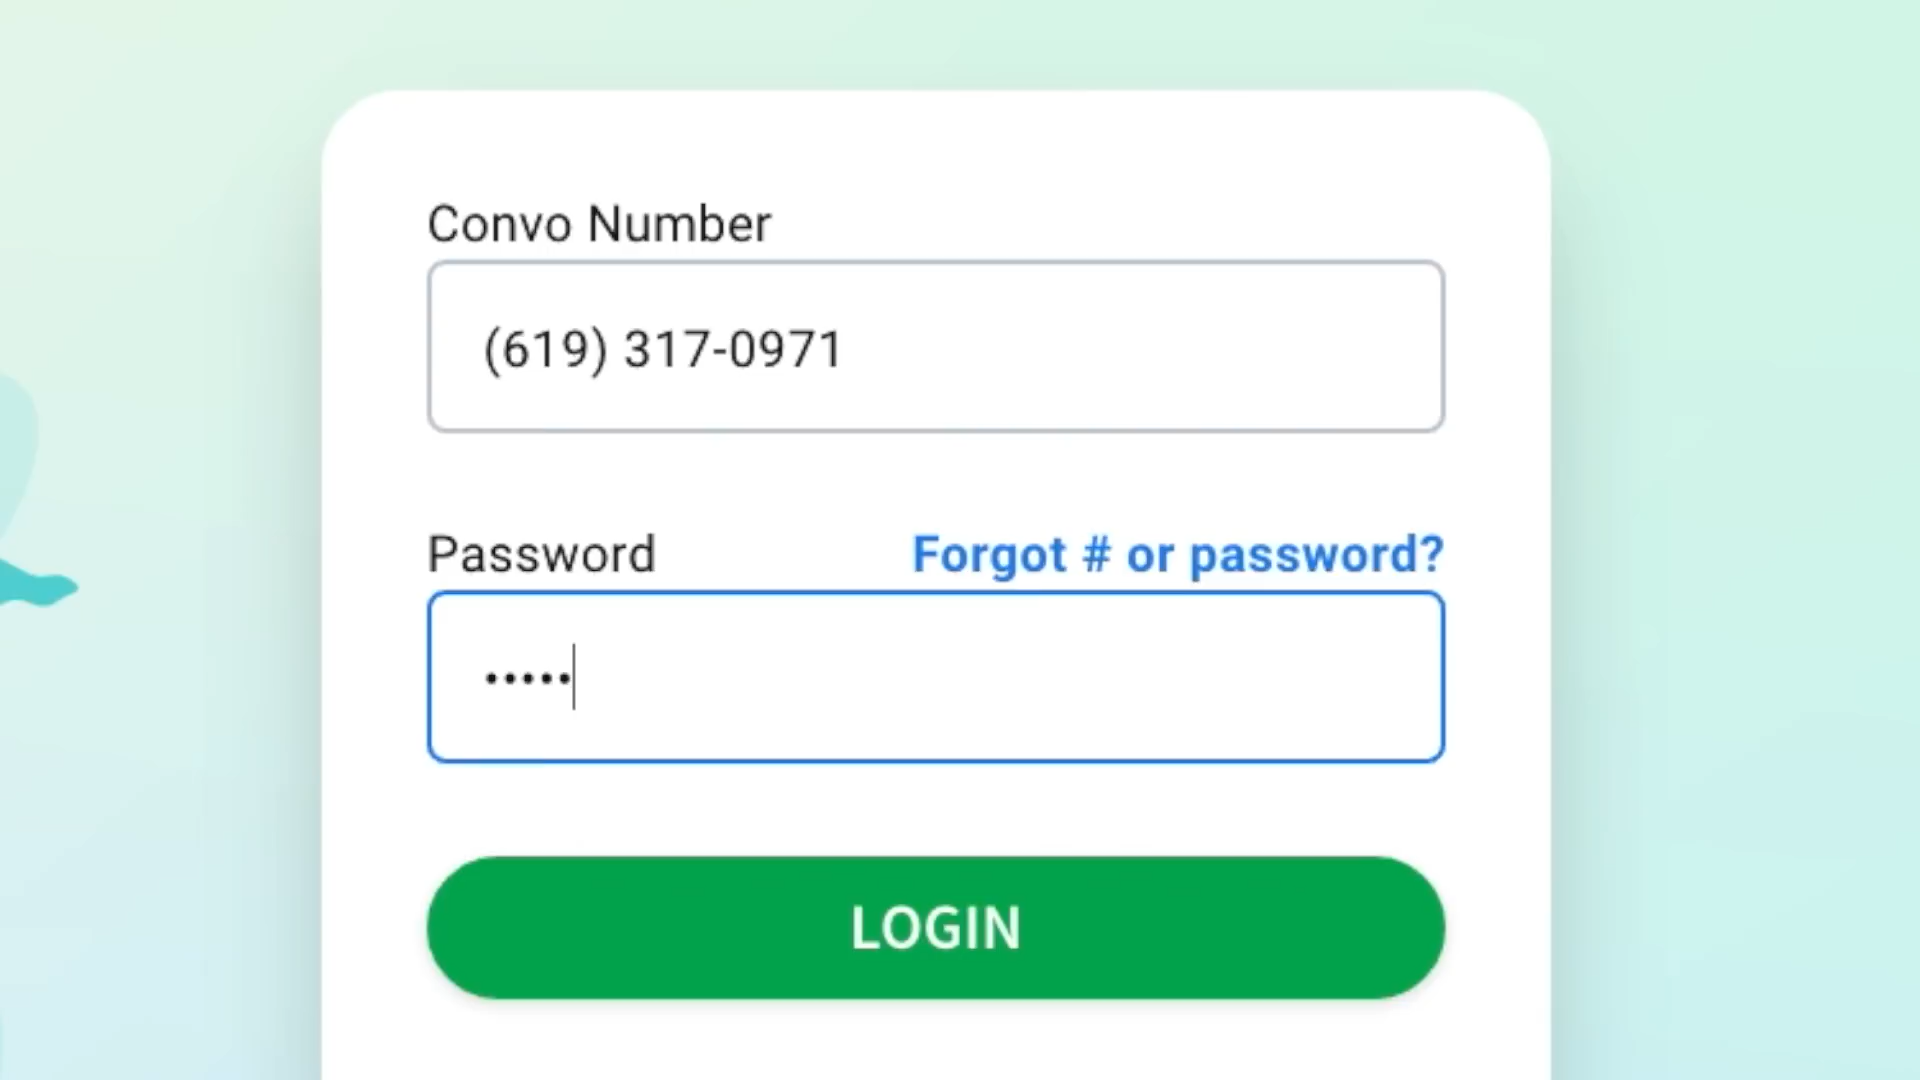 Convo Number
(619) 317-0971
Password Forgot # or password?
•••••
LOGIN